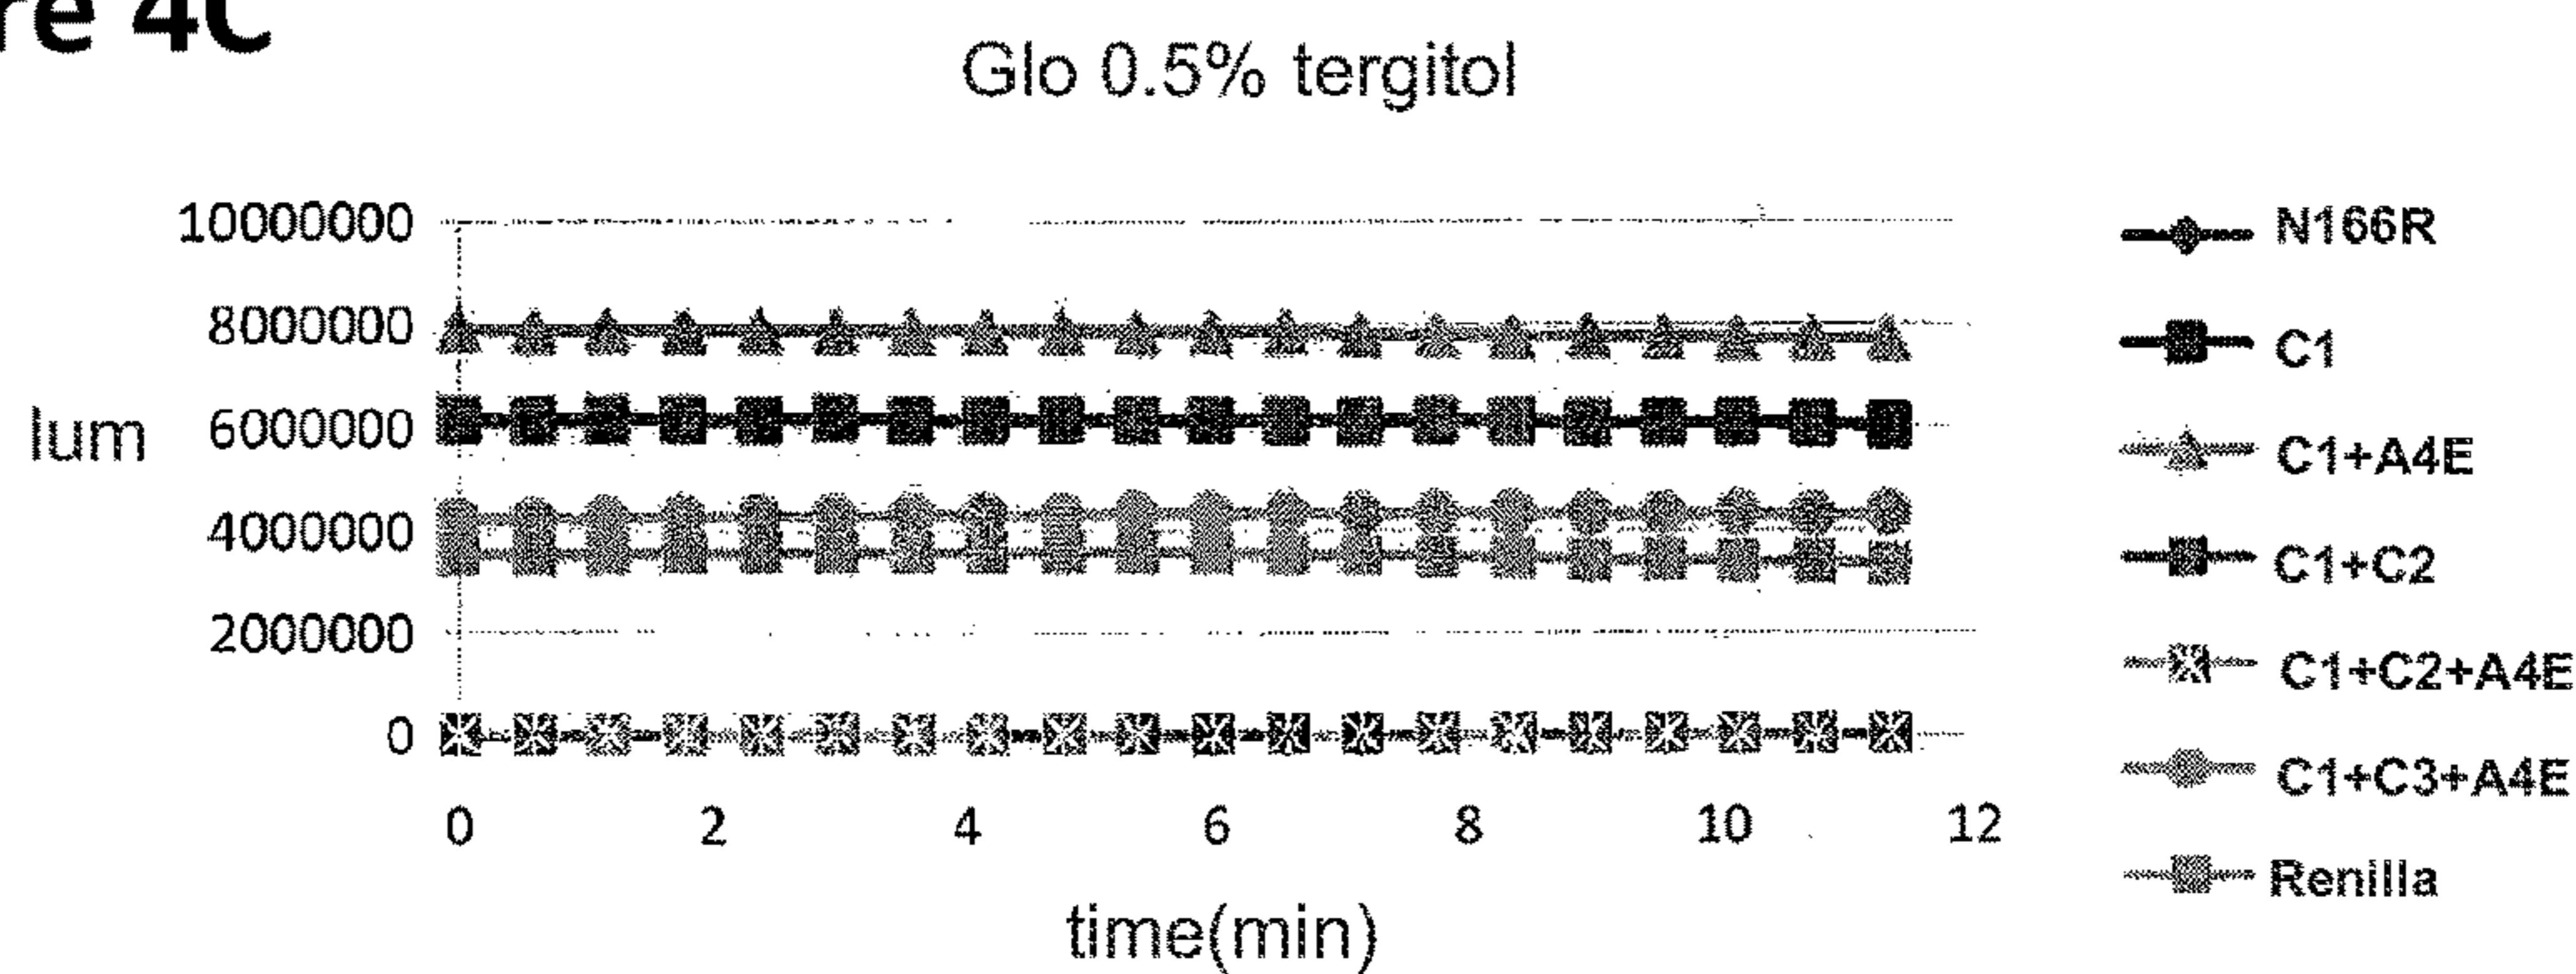 re 4C
Glo 0.5% tergitol
10000000
8000000
lum 6000000
4000000
2000000
0
0 2 4 6 8 10 12
time(min)
N166R
C1
C1+A4E
C1+C2
C1+C2+A4E
C1+C3+A4E
Renilla